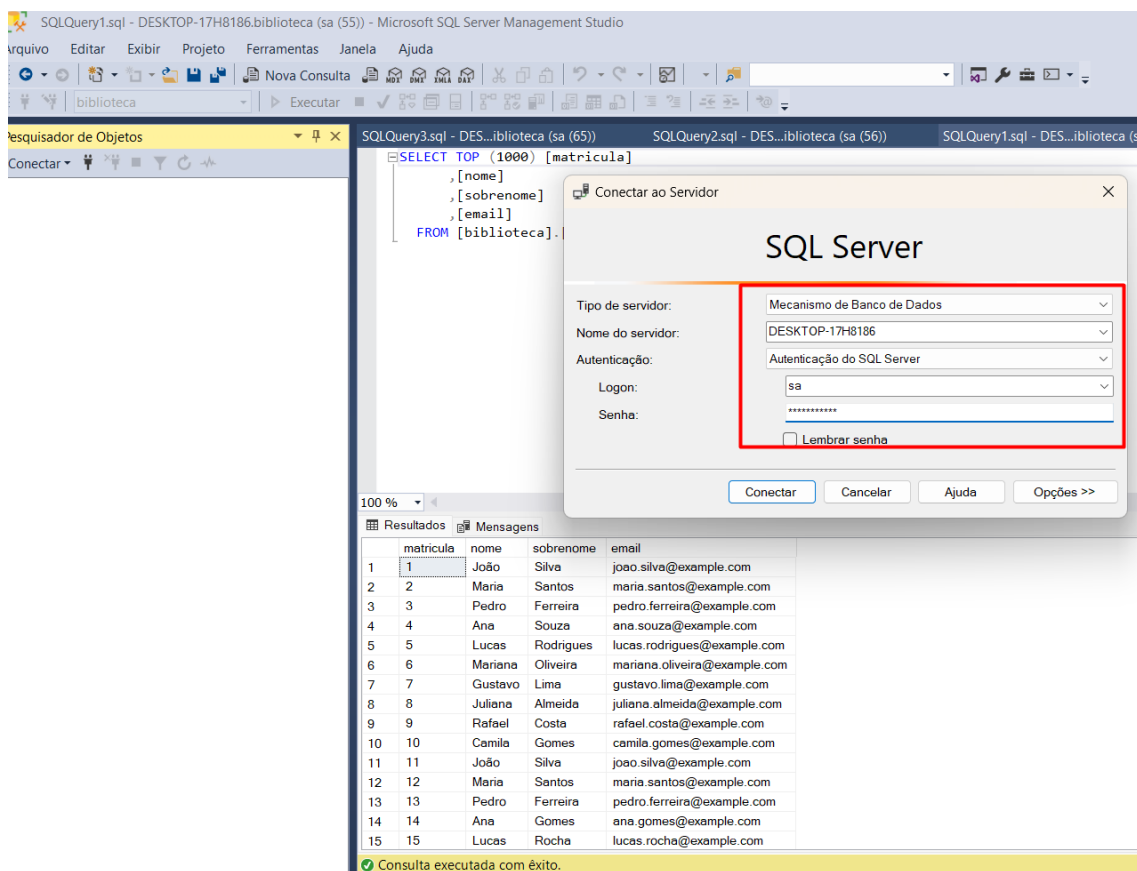 SQLQuery1.sql - DESKTOP-17H8186.biblioteca (sa (55)) - Microsoft SQL Server Management Studio
Arquivo Editar Exibir Projeto Ferramentas Janela Ajuda
Nova Consulta MDX DMX XMLA DAX
biblioteca Executar
Pesquisador de Objetos
Conectar
SQLQuery3.sql - DES...iblioteca (sa (65)) SQLQuery2.sql - DES...iblioteca (sa (56)) SQLQuery1.sql - DES...iblioteca (s
SELECT TOP (1000) [matricula]
,[nome]
,[sobrenome]
,[email]
FROM [biblioteca].[
Conectar ao Servidor
SQL Server
Tipo de servidor: Mecanismo de Banco de Dados
Nome do servidor: DESKTOP-17H8186
Autenticação: Autenticação do SQL Server
Logon: sa
Senha: ***********
Lembrar senha
Conectar Cancelar Ajuda Opções >>
100 %
Resultados Mensagens
matricula nome sobrenome email
1 1 João Silva joao.silva@example.com
2 2 Maria Santos maria.santos@example.com
3 3 Pedro Ferreira pedro.ferreira@example.com
4 4 Ana Souza ana.souza@example.com
5 5 Lucas Rodrigues lucas.rodrigues@example.com
6 6 Mariana Oliveira mariana.oliveira@example.com
7 7 Gustavo Lima gustavo.lima@example.com
8 8 Juliana Almeida juliana.almeida@example.com
9 9 Rafael Costa rafael.costa@example.com
10 10 Camila Gomes camila.gomes@example.com
11 11 João Silva joao.silva@example.com
12 12 Maria Santos maria.santos@example.com
13 13 Pedro Ferreira pedro.ferreira@example.com
14 14 Ana Gomes ana.gomes@example.com
15 15 Lucas Rocha lucas.rocha@example.com
Consulta executada com êxito.